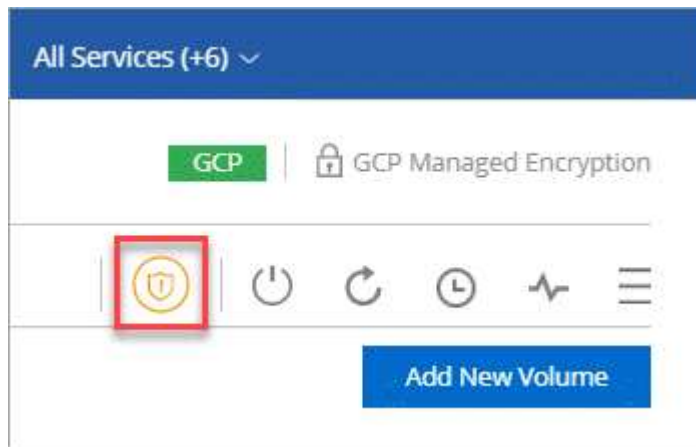 All Services (+6)
GCP
GCP Managed Encryption
Add New Volume